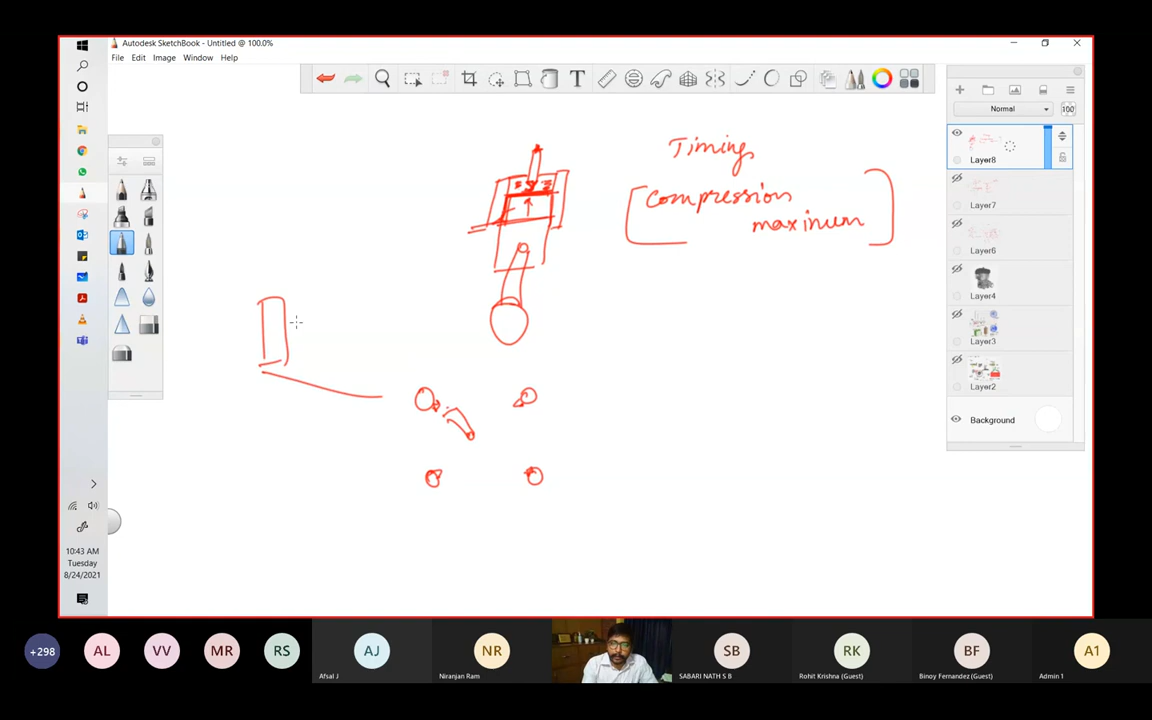 Autodesk SketchBook - Untitled @ 100.0%
File Edit Image Window Help
T
Normal
100
Layer8
Layer7
Layer6
Layer4
Layer3
Layer2
Background
Timing
[compression
maximum]
10:43 AM
Tuesday
8/24/2021
+298
AL
VV
MR
RS
AJ
NR
SB
RK
BF
A1
Afsal J
Niranjan Ram
SABARI NATH S B
Rohit Krishna (Guest)
Binoy Fernandez (Guest)
Admin 1